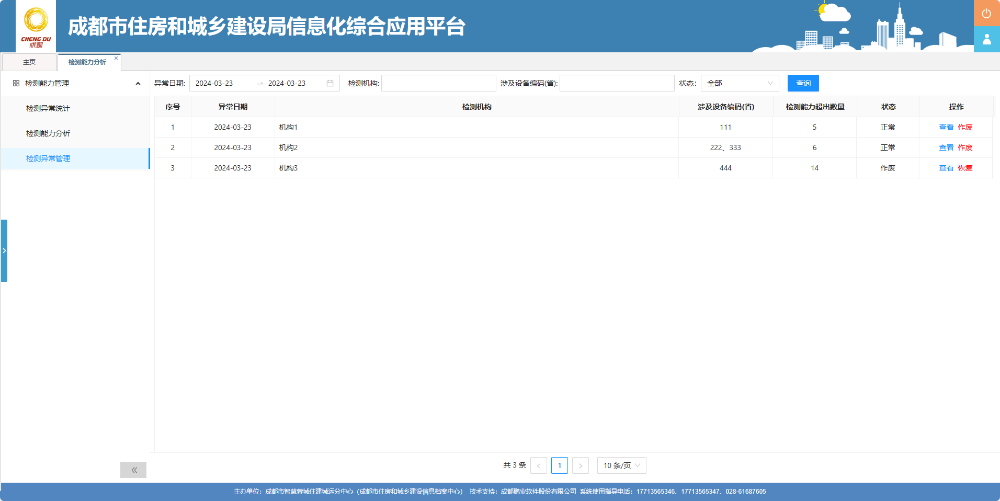 CHENG DU
成都
成都市住房和城乡建设局信息化综合应用平台
主页
检测能力分析
检测能力管理
检测异常统计
检测能力分析
检测异常管理
异常日期: 2024-03-23 2024-03-23 检测机构: 涉及设备编码(省): 状态： 全部 查询
序号 异常日期 检测机构 涉及设备编码(省) 检测能力超出数量 状态 操作
1 2024-03-23 机构1 111 5 正常 查看 作废
2 2024-03-23 机构2 222、333 6 正常 查看 作废
3 2024-03-23 机构3 444 14 作废 查看 恢复
共 3 条 < 1 > 10 条/页
主办单位：成都市智慧蓉城住建城运分中心（成都市住房和城乡建设信息档案中心） 技术支持：成都鹏业软件股份有限公司 系统使用指导电话：17713565346、17713565347、028-61687605